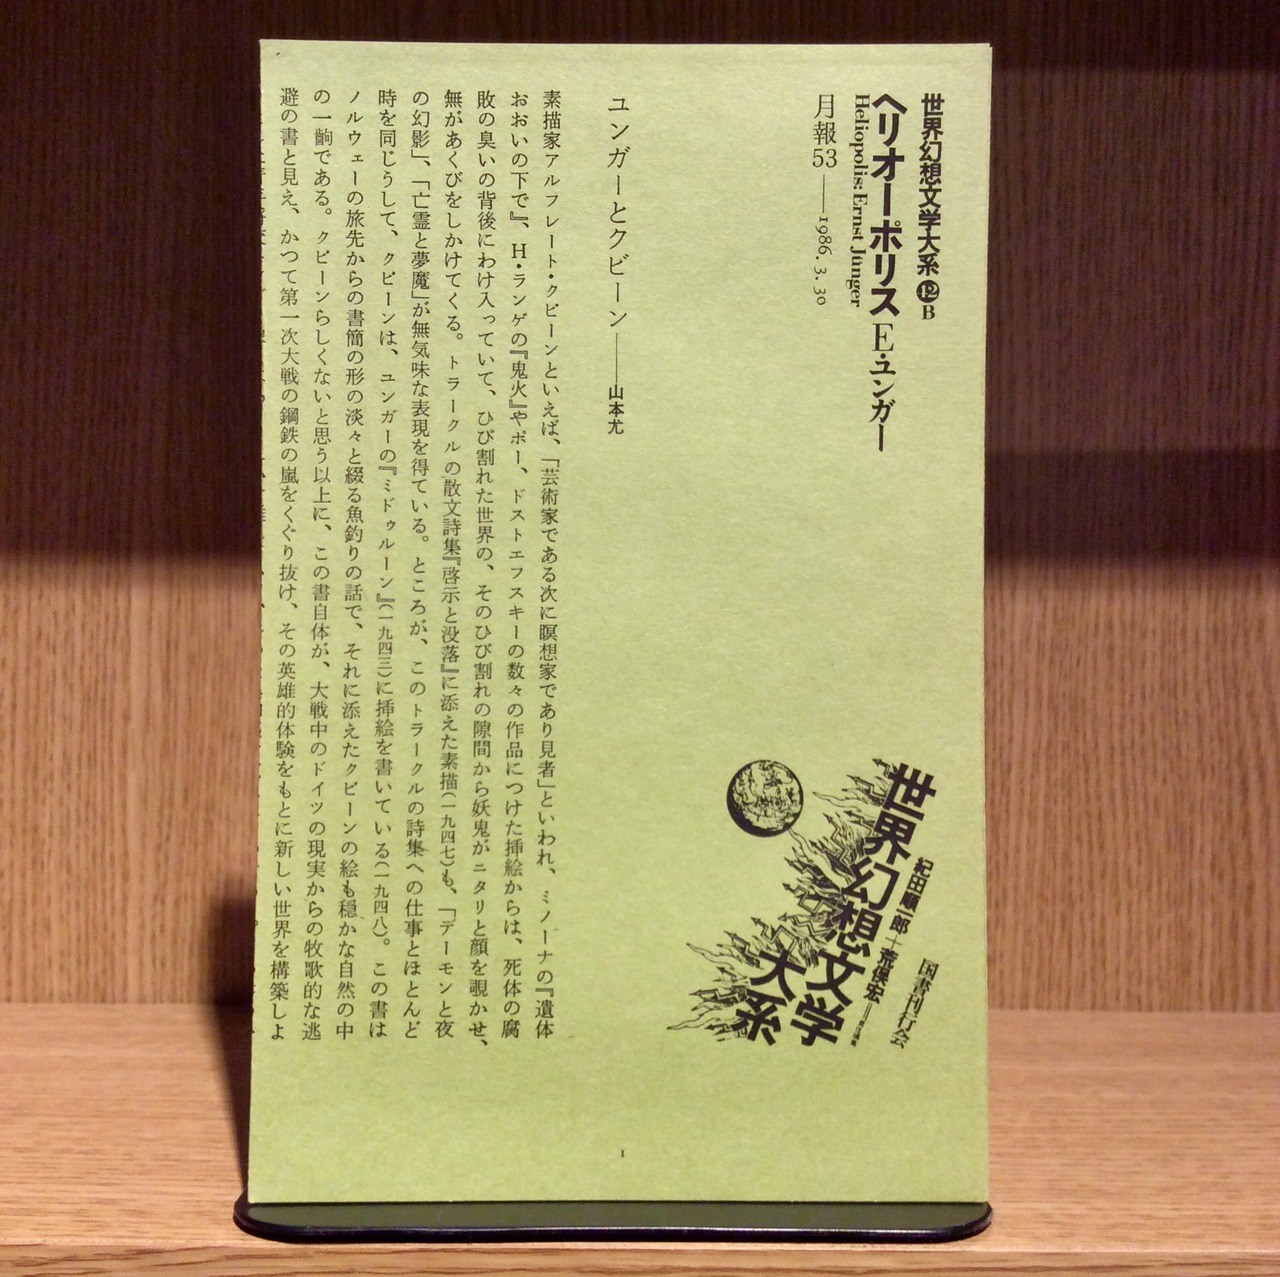 世界幻想文学大系⓬B
ヘリオーポリス E・ユンガー
Heliopolis: Ernst Jünger
月報53――1986. 3. 30
ユンガーとクビーン――山本尤
素描家アルフレート・クビーンといえば、「芸術家である次に瞑想家であり見者」といわれ、ミノーナの『遺体
おおいの下で』、H・ランゲの『鬼火』やポー、ドストエフスキーの数々の作品につけた挿絵からは、死体の腐
敗の臭いの背後にわけ入っていて、ひび割れた世界の、そのひび割れの隙間から妖鬼がニタリと顔を覗かせ、
無があくびをしかけてくる。トラークルの散文詩集『啓示と没落』に添えた素描(一九四七)も、「デーモンと夜
の幻影」、「亡霊と夢魔」が無気味な表現を得ている。ところが、このトラークルの詩集への仕事とほとんど
時を同じうして、クビーンは、ユンガーの『ミドゥルーン』(一九四三)に挿絵を書いている(一九四八)。この書は
ノルウェーの旅先からの書簡の形の淡々と綴る魚釣りの話で、それに添えたクビーンの絵も穏かな自然の中
の一齣である。クビーンらしくないと思う以上に、この書自体が、大戦中のドイツの現実からの牧歌的な逃
避の書と見え、かつて第一次大戦の鋼鉄の嵐をくぐり抜け、その英雄的体験をもとに新しい世界を構築しよ
世界幻想文学大系
紀田順一郎+荒俣宏
国書刊行会
1